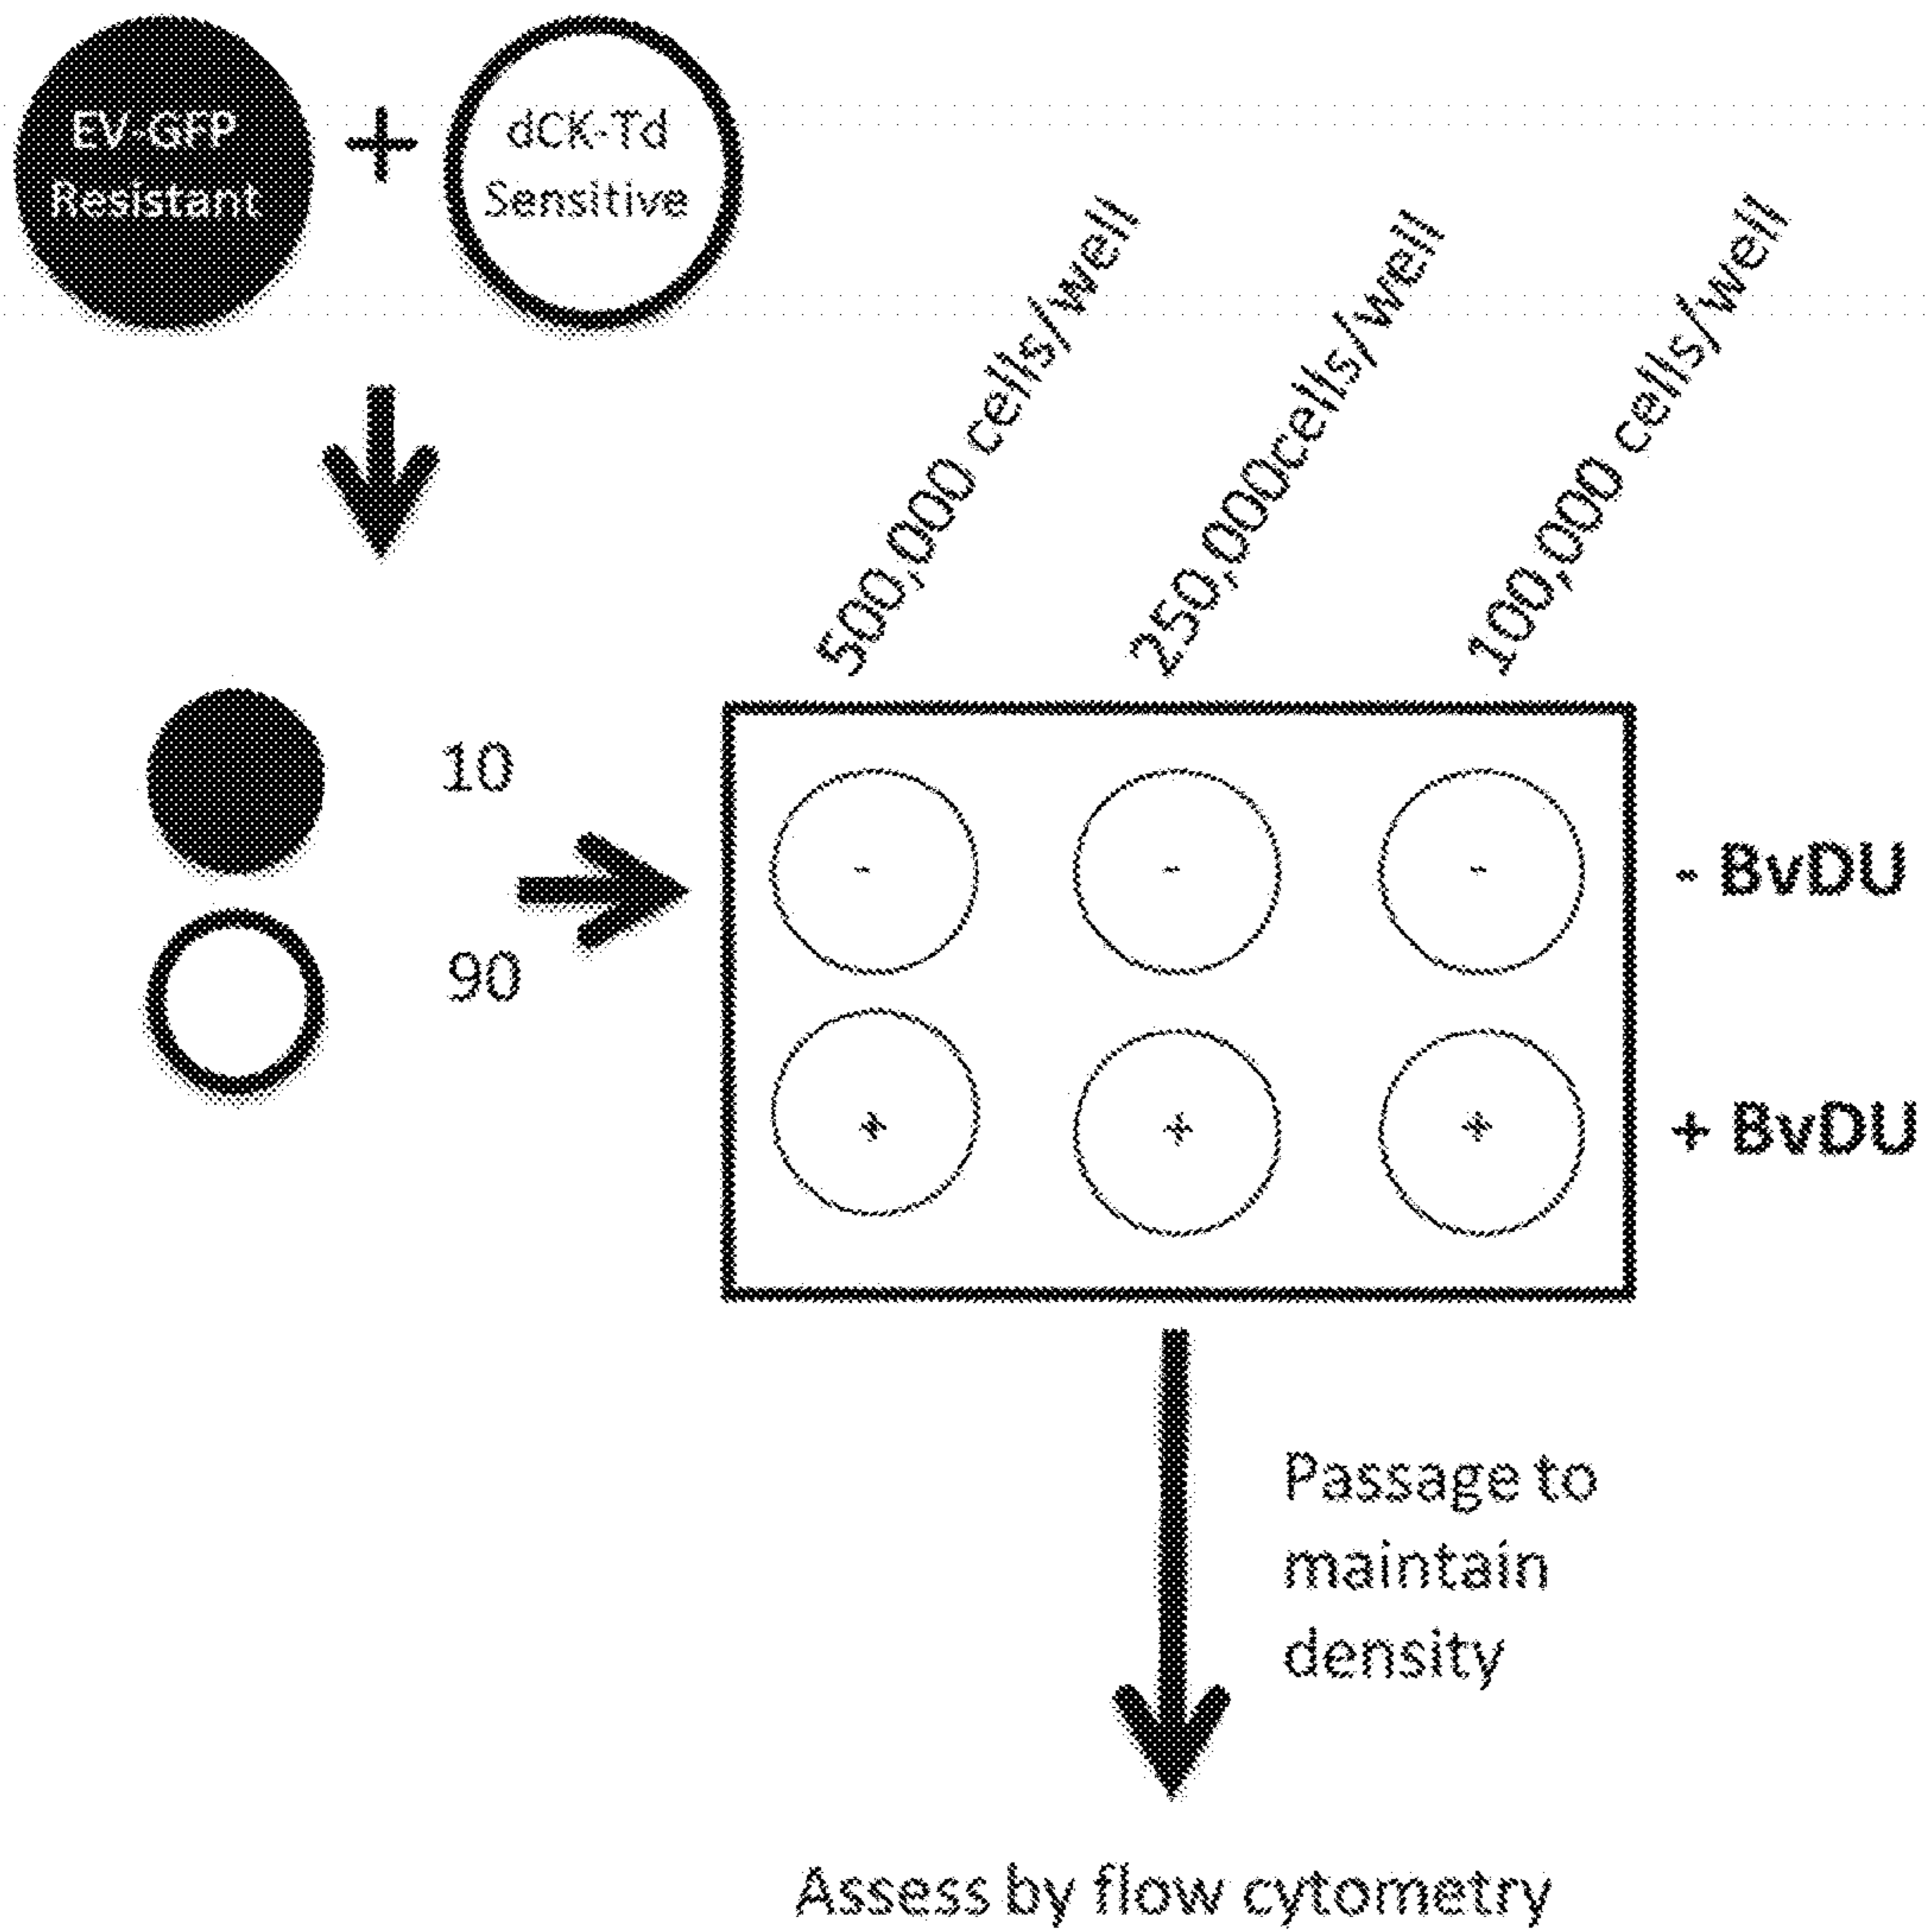 EV-GFP
Resistant
+
dCK-Td
Sensitive
500,000 cells/well
250,000cells/well
100,000 cells/well
10
90
- - -
- BvDU
+ + +
+ BvDU
Passage to
maintain
density
Assess by flow cytometry